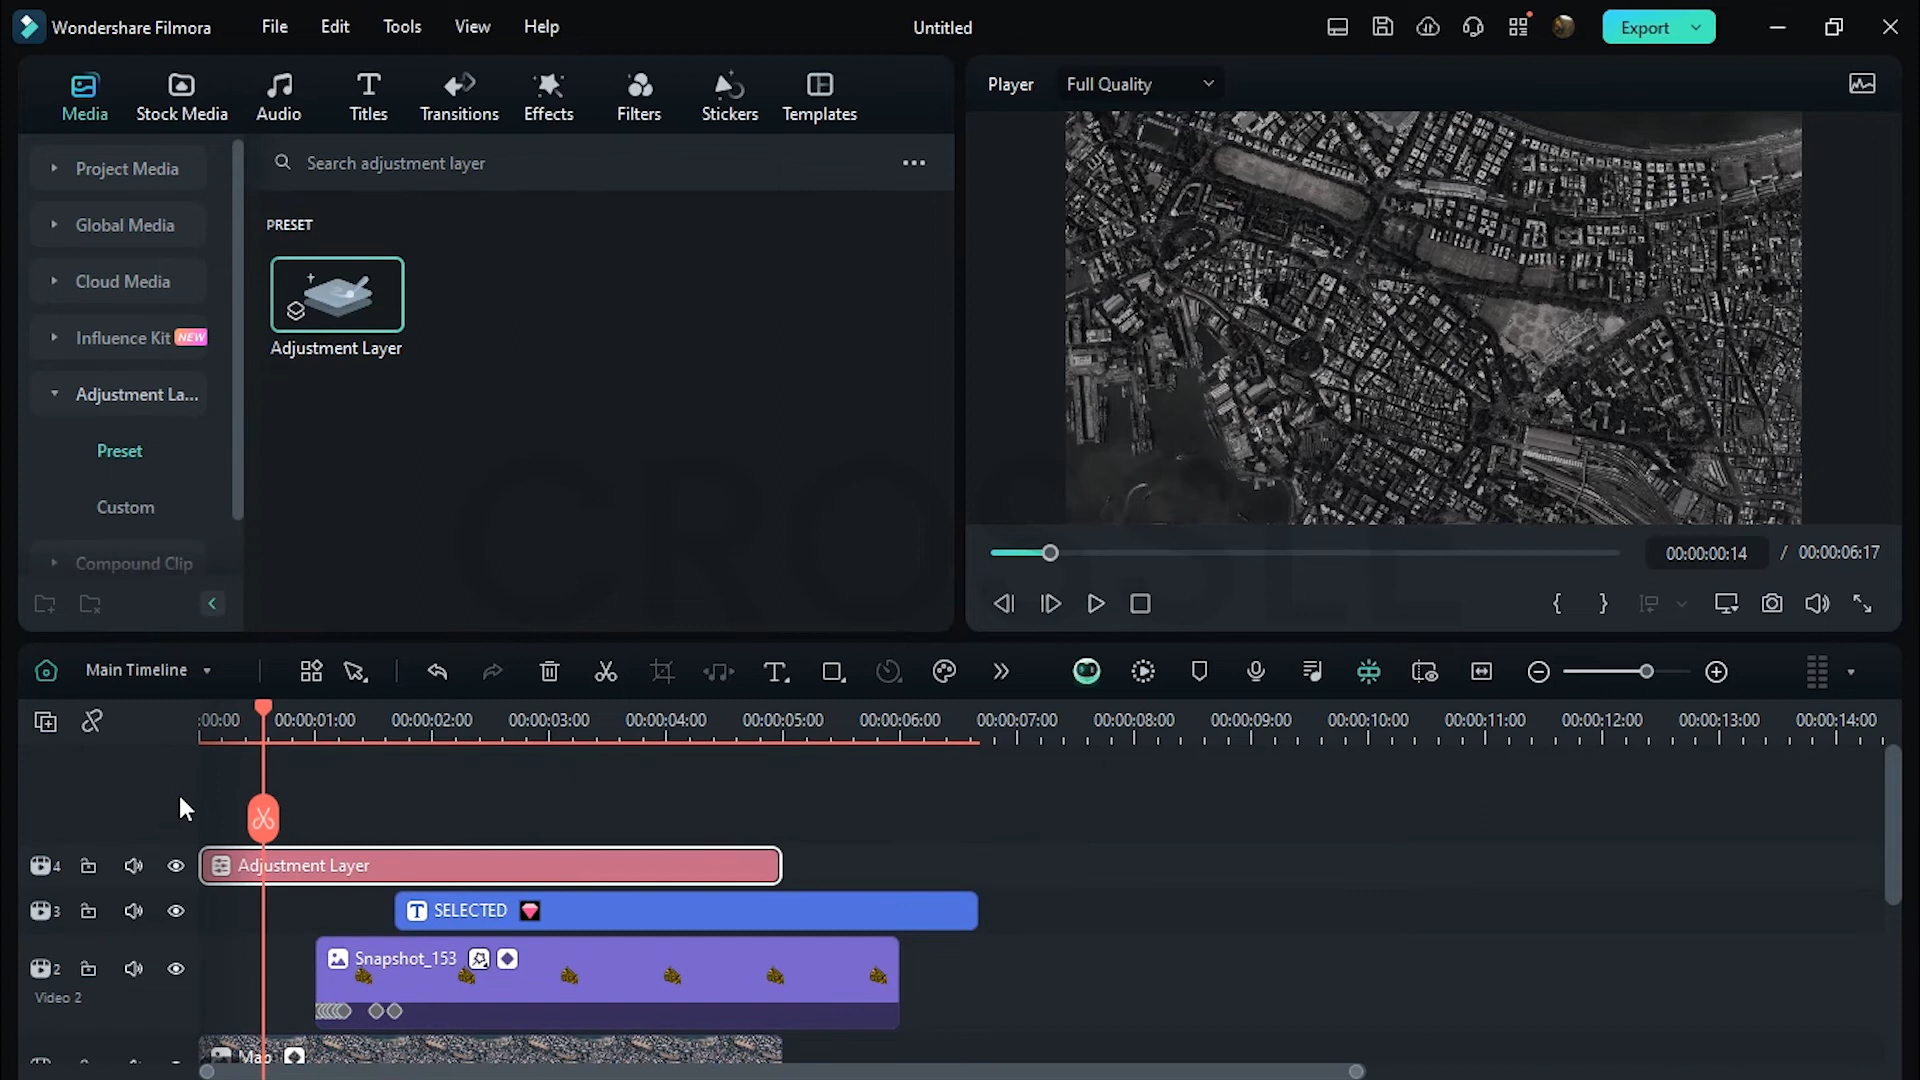 Wondershare Filmora
File
Edit
Tools
View
Help
Untitled
Export
Media
Stock Media
Audio
Titles
Transitions
Effects
Filters
Stickers
Templates
Player
Full Quality
Project Media
Global Media
Cloud Media
Influence Kit NEW
Adjustment La...
Preset
Custom
Compound Clip
Search adjustment layer
PRESET
Adjustment Layer
00:00:00:14 / 00:00:06:17
Main Timeline
:00:00
00:00:01:00
00:00:02:00
00:00:03:00
00:00:04:00
00:00:05:00
00:00:06:00
00:00:07:00
00:00:08:00
00:00:09:00
00:00:10:00
00:00:11:00
00:00:12:00
00:00:13:00
00:00:14:00
4
Adjustment Layer
3
SELECTED
2
Video 2
Snapshot_153
Map